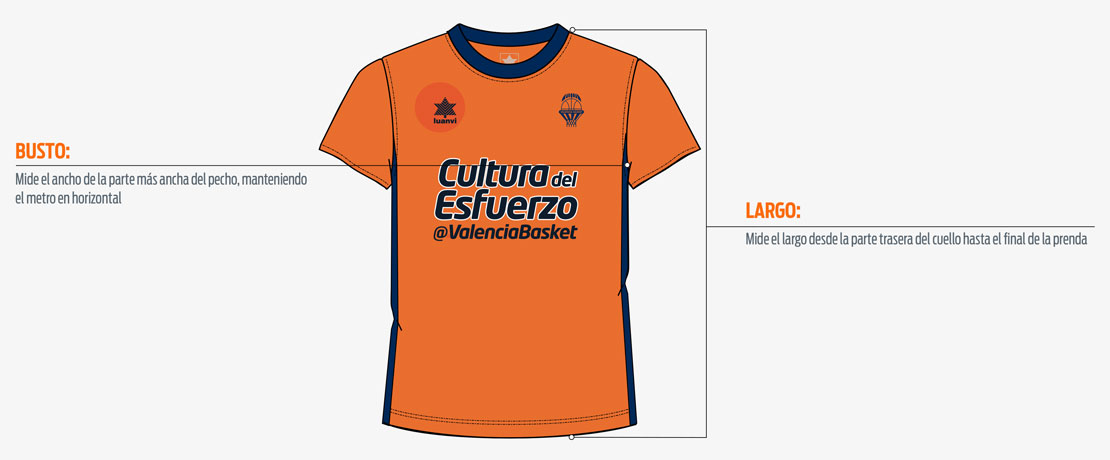 BUSTO:
Mide el ancho de la parte más ancha del pecho, manteniendo
el metro en horizontal
luanvi
Cultura del
Esfuerzo
@ValenciaBasket
LARGO:
Mide el largo desde la parte trasera del cuello hasta el final de la prenda